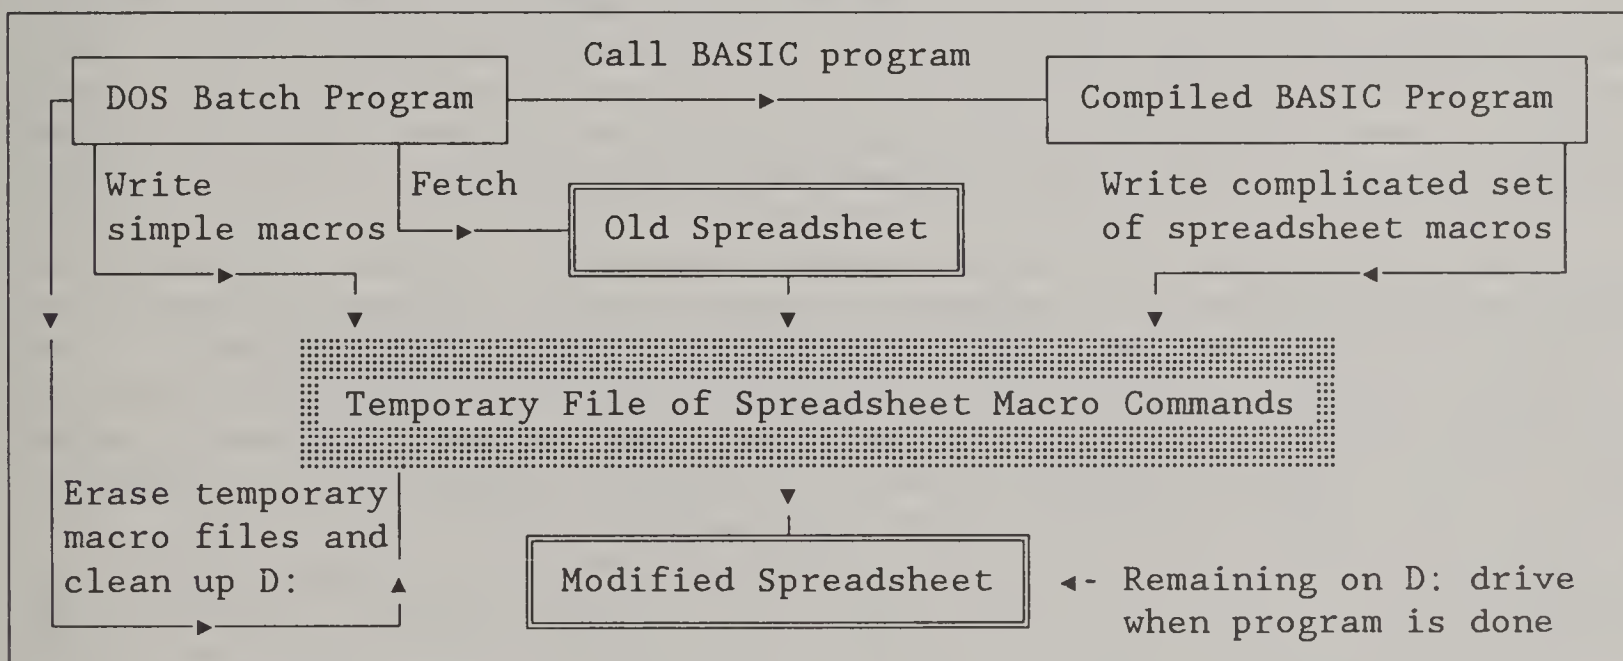 Call BASIC program
DOS Batch Program
Compiled BASIC Program
Write
simple macros
Fetch
Old Spreadsheet
Write complicated set
of spreadsheet macros
Temporary File of Spreadsheet Macro Commands
Erase temporary
macro files and
clean up D:
Modified Spreadsheet
Remaining on D: drive
when program is done